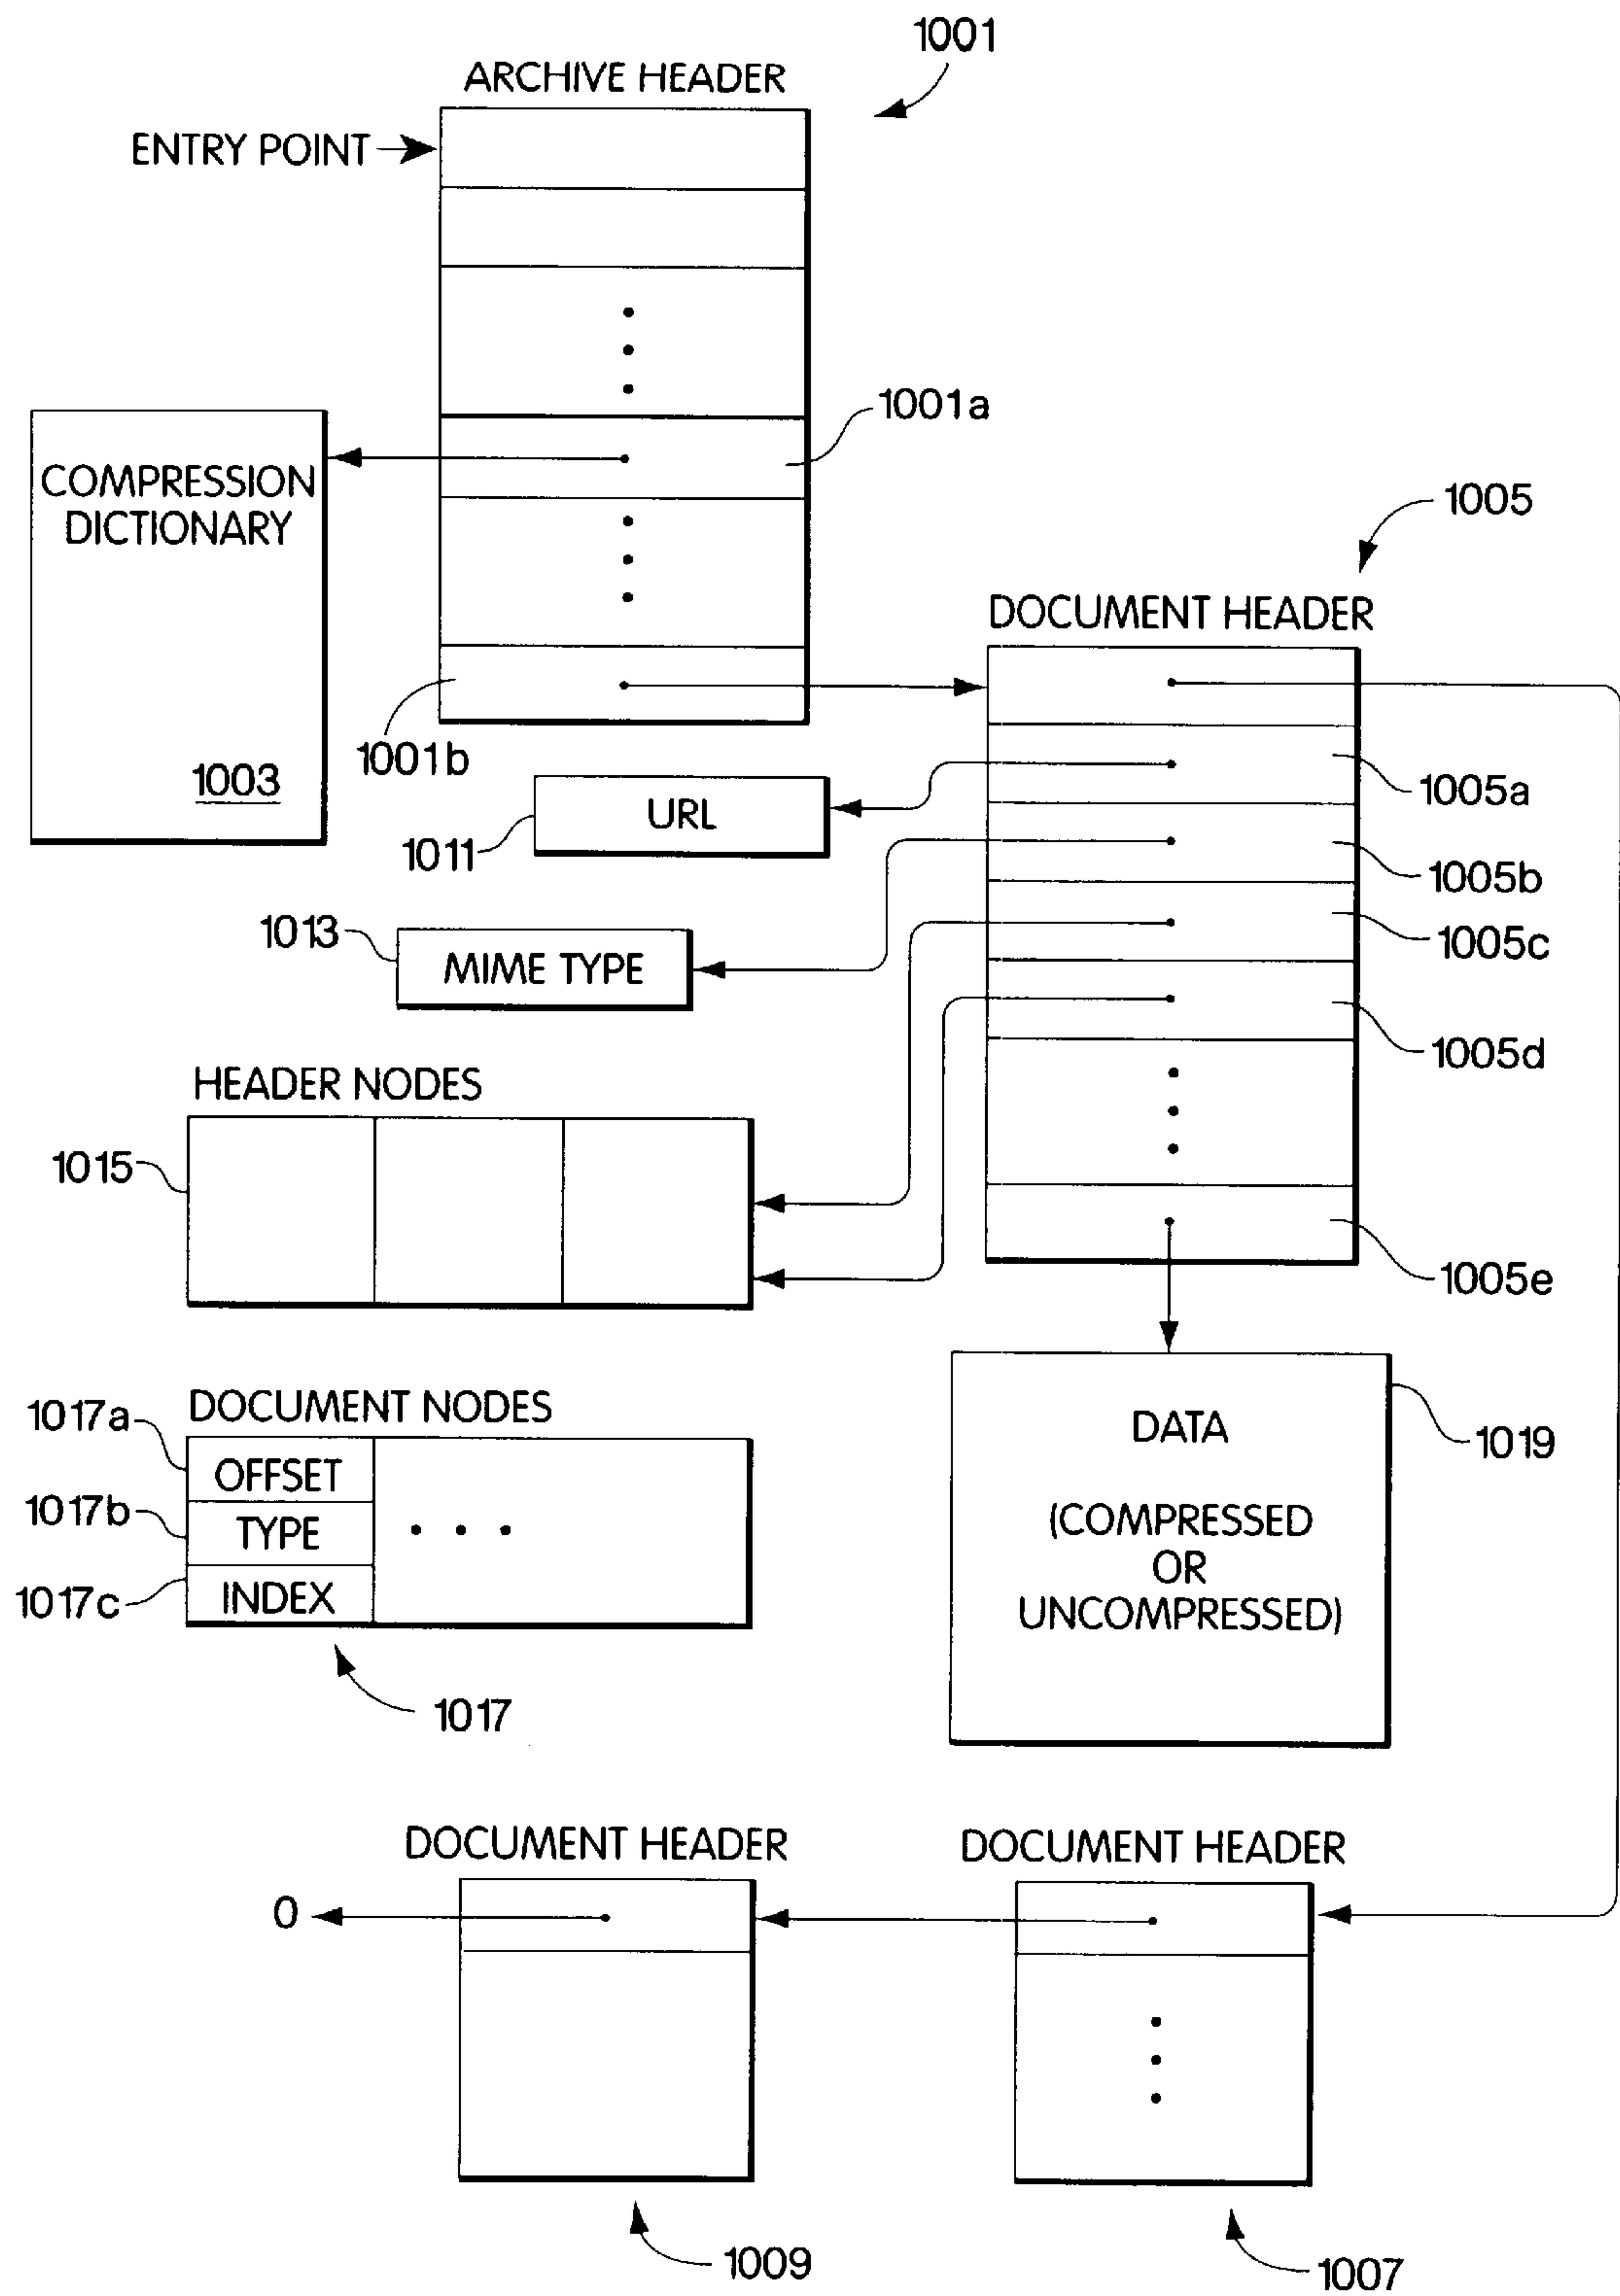 1001
ARCHIVE HEADER
ENTRY POINT
1001a
COMPRESSION
DICTIONARY
1005
DOCUMENT HEADER
1001b
1003
URL
1005a
1011
1005b
1013
1005c
MIME TYPE
1005d
HEADER NODES
1015
1005e
DOCUMENT NODES
1017a
OFFSET
1017b
TYPE
1017c
INDEX
1017
DATA
1019
(COMPRESSED
OR
UNCOMPRESSED)
DOCUMENT HEADER
DOCUMENT HEADER
0
1009
1007